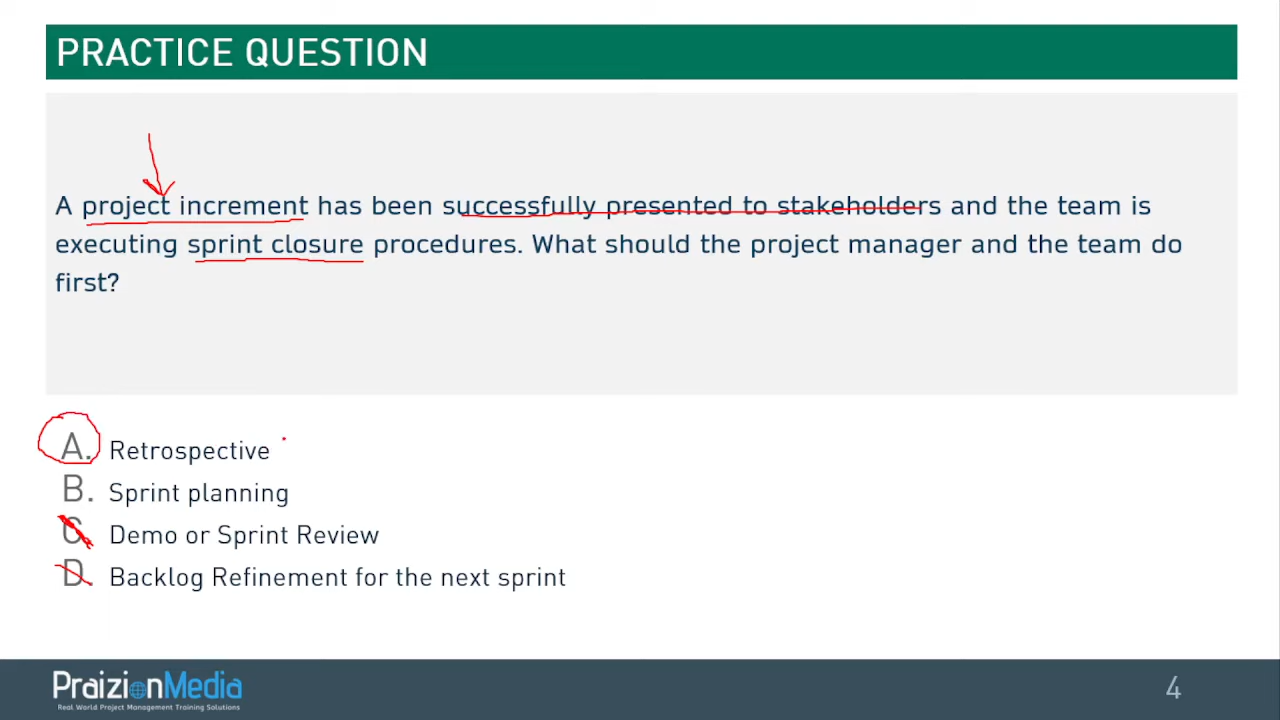 PRACTICE QUESTION
A project increment has been successfully presented to stakeholders and the team is
executing sprint closure procedures. What should the project manager and the team do
first?
A. Retrospective
B. Sprint planning
C. Demo or Sprint Review
D. Backlog Refinement for the next sprint
PraizionMedia
Real World Project Management Training Solutions
4